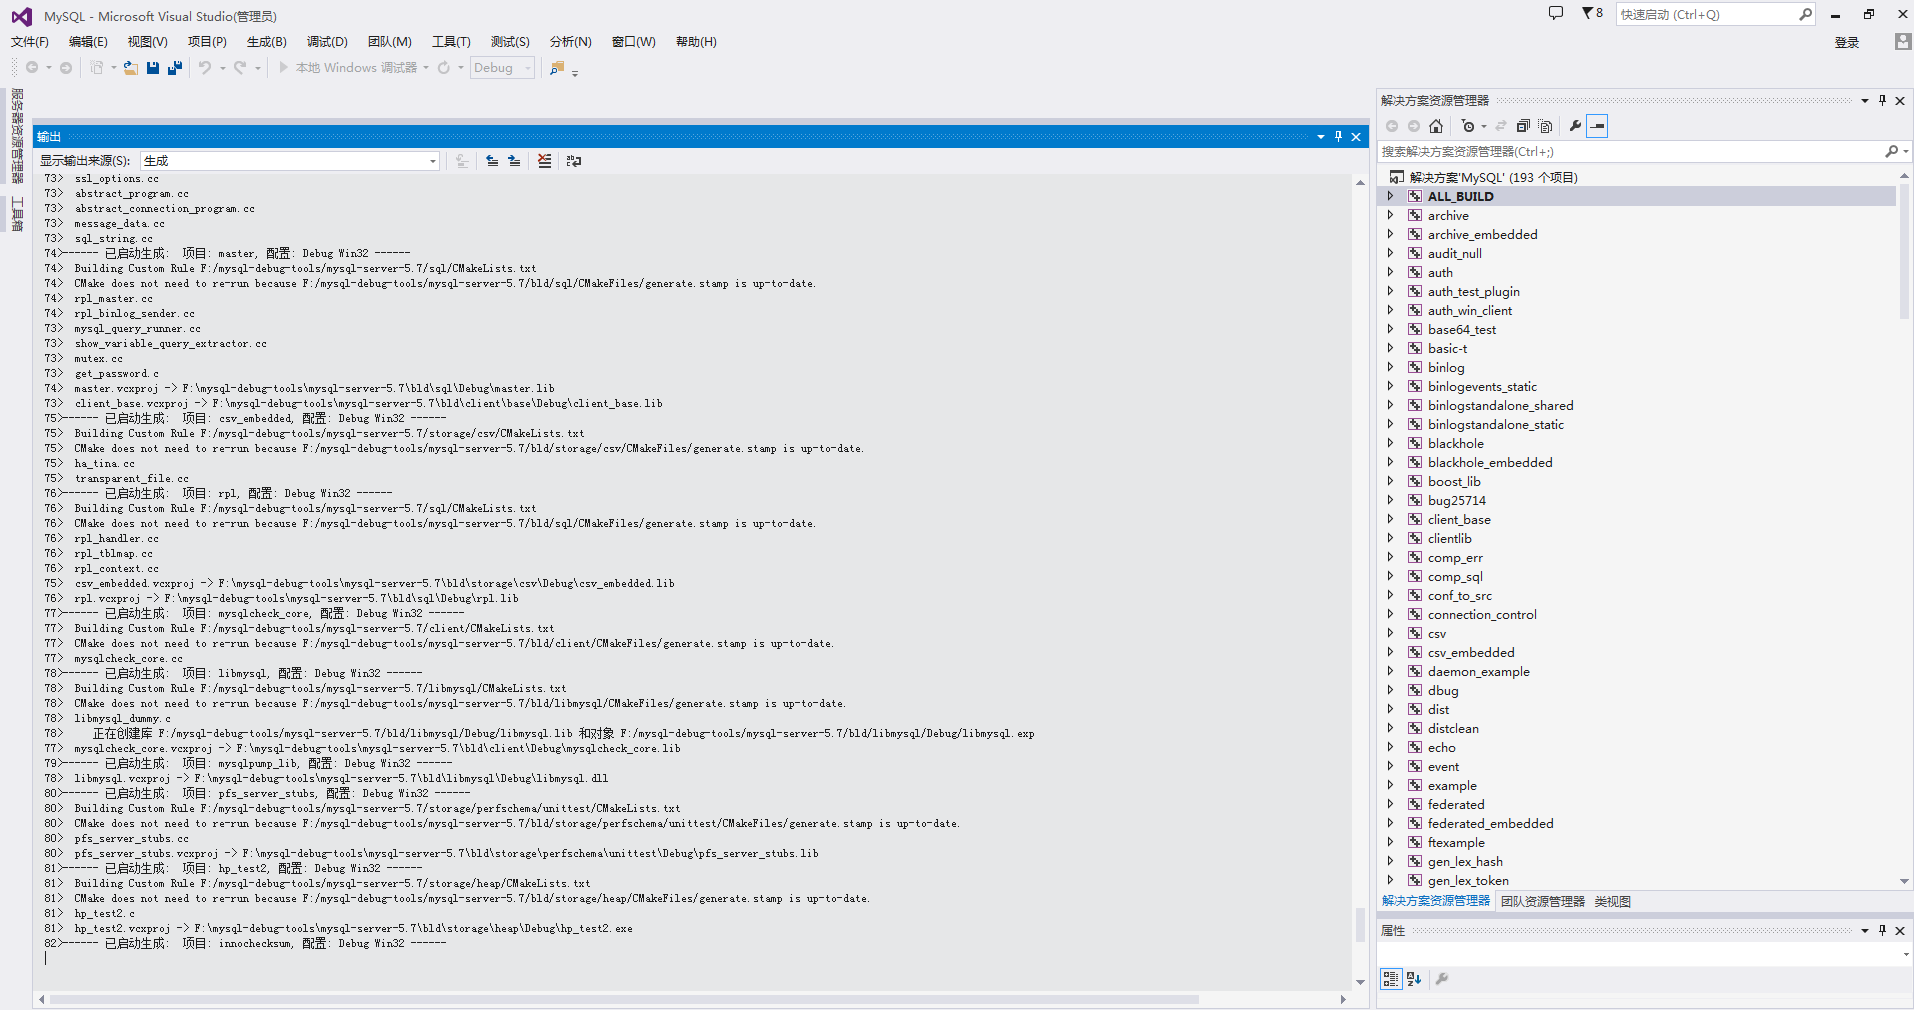 MySQL - Microsoft Visual Studio(管理员)
8
快速启动 (Ctrl+Q)
文件(F) 编辑(E) 视图(V) 项目(P) 生成(B) 调试(D) 团队(M) 工具(T) 测试(S) 分析(N) 窗口(W) 帮助(H)
登录
本地 Windows 调试器 Debug
服务器资源管理器
工具箱
输出
显示输出来源(S): 生成
73> ssl_options.cc
73> abstract_program.cc
73> abstract_connection_program.cc
73> message_data.cc
73> sql_string.cc
74>------ 已启动生成: 项目: master, 配置: Debug Win32 ------
74> Building Custom Rule F:/mysql-debug-tools/mysql-server-5.7/sql/CMakeLists.txt
74> CMake does not need to re-run because F:/mysql-debug-tools/mysql-server-5.7/bld/sql/CMakeFiles/generate.stamp is up-to-date.
74> rpl_master.cc
74> rpl_binlog_sender.cc
73> mysql_query_runner.cc
73> show_variable_query_extractor.cc
73> mutex.cc
73> get_password.c
74> master.vcxproj -> F:\mysql-debug-tools\mysql-server-5.7\bld\sql\Debug\master.lib
73> client_base.vcxproj -> F:\mysql-debug-tools\mysql-server-5.7\bld\client\base\Debug\client_base.lib
75>------ 已启动生成: 项目: csv_embedded, 配置: Debug Win32 ------
75> Building Custom Rule F:/mysql-debug-tools/mysql-server-5.7/storage/csv/CMakeLists.txt
75> CMake does not need to re-run because F:/mysql-debug-tools/mysql-server-5.7/bld/storage/csv/CMakeFiles/generate.stamp is up-to-date.
75> ha_tina.cc
75> transparent_file.cc
76>------ 已启动生成: 项目: rpl, 配置: Debug Win32 ------
76> Building Custom Rule F:/mysql-debug-tools/mysql-server-5.7/sql/CMakeLists.txt
76> CMake does not need to re-run because F:/mysql-debug-tools/mysql-server-5.7/bld/sql/CMakeFiles/generate.stamp is up-to-date.
76> rpl_handler.cc
76> rpl_tblmap.cc
76> rpl_context.cc
75> csv_embedded.vcxproj -> F:\mysql-debug-tools\mysql-server-5.7\bld\storage\csv\Debug\csv_embedded.lib
76> rpl.vcxproj -> F:\mysql-debug-tools\mysql-server-5.7\bld\sql\Debug\rpl.lib
77>------ 已启动生成: 项目: mysqlcheck_core, 配置: Debug Win32 ------
77> Building Custom Rule F:/mysql-debug-tools/mysql-server-5.7/client/CMakeLists.txt
77> CMake does not need to re-run because F:/mysql-debug-tools/mysql-server-5.7/bld/client/CMakeFiles/generate.stamp is up-to-date.
77> mysqlcheck_core.cc
78>------ 已启动生成: 项目: libmysql, 配置: Debug Win32 ------
78> Building Custom Rule F:/mysql-debug-tools/mysql-server-5.7/libmysql/CMakeLists.txt
78> CMake does not need to re-run because F:/mysql-debug-tools/mysql-server-5.7/bld/libmysql/CMakeFiles/generate.stamp is up-to-date.
78> libmysql_dummy.c
78> 正在创建库 F:/mysql-debug-tools/mysql-server-5.7/bld/libmysql/Debug/libmysql.lib 和对象 F:/mysql-debug-tools/mysql-server-5.7/bld/libmysql/Debug/libmysql.exp
77> mysqlcheck_core.vcxproj -> F:\mysql-debug-tools\mysql-server-5.7\bld\client\Debug\mysqlcheck_core.lib
79>------ 已启动生成: 项目: mysqlpump_lib, 配置: Debug Win32 ------
78> libmysql.vcxproj -> F:\mysql-debug-tools\mysql-server-5.7\bld\libmysql\Debug\libmysql.dll
80>------ 已启动生成: 项目: pfs_server_stubs, 配置: Debug Win32 ------
80> Building Custom Rule F:/mysql-debug-tools/mysql-server-5.7/storage/perfschema/unittest/CMakeLists.txt
80> CMake does not need to re-run because F:/mysql-debug-tools/mysql-server-5.7/bld/storage/perfschema/unittest/CMakeFiles/generate.stamp is up-to-date.
80> pfs_server_stubs.cc
80> pfs_server_stubs.vcxproj -> F:\mysql-debug-tools\mysql-server-5.7\bld\storage\perfschema\unittest\Debug\pfs_server_stubs.lib
81>------ 已启动生成: 项目: hp_test2, 配置: Debug Win32 ------
81> Building Custom Rule F:/mysql-debug-tools/mysql-server-5.7/storage/heap/CMakeLists.txt
81> CMake does not need to re-run because F:/mysql-debug-tools/mysql-server-5.7/bld/storage/heap/CMakeFiles/generate.stamp is up-to-date.
81> hp_test2.c
81> hp_test2.vcxproj -> F:\mysql-debug-tools\mysql-server-5.7\bld\storage\heap\Debug\hp_test2.exe
82>------ 已启动生成: 项目: innochecksum, 配置: Debug Win32 ------
解决方案资源管理器
搜索解决方案资源管理器(Ctrl+;)
解决方案'MySQL' (193 个项目)
ALL_BUILD
archive
archive_embedded
audit_null
auth
auth_test_plugin
auth_win_client
base64_test
basic-t
binlog
binlogevents_static
binlogstandalone_shared
binlogstandalone_static
blackhole
blackhole_embedded
boost_lib
bug25714
client_base
clientlib
comp_err
comp_sql
conf_to_src
connection_control
csv
csv_embedded
daemon_example
dbug
dist
distclean
echo
event
example
federated
federated_embedded
ftexample
gen_lex_hash
gen_lex_token
解决方案资源管理器 团队资源管理器 类视图
属性